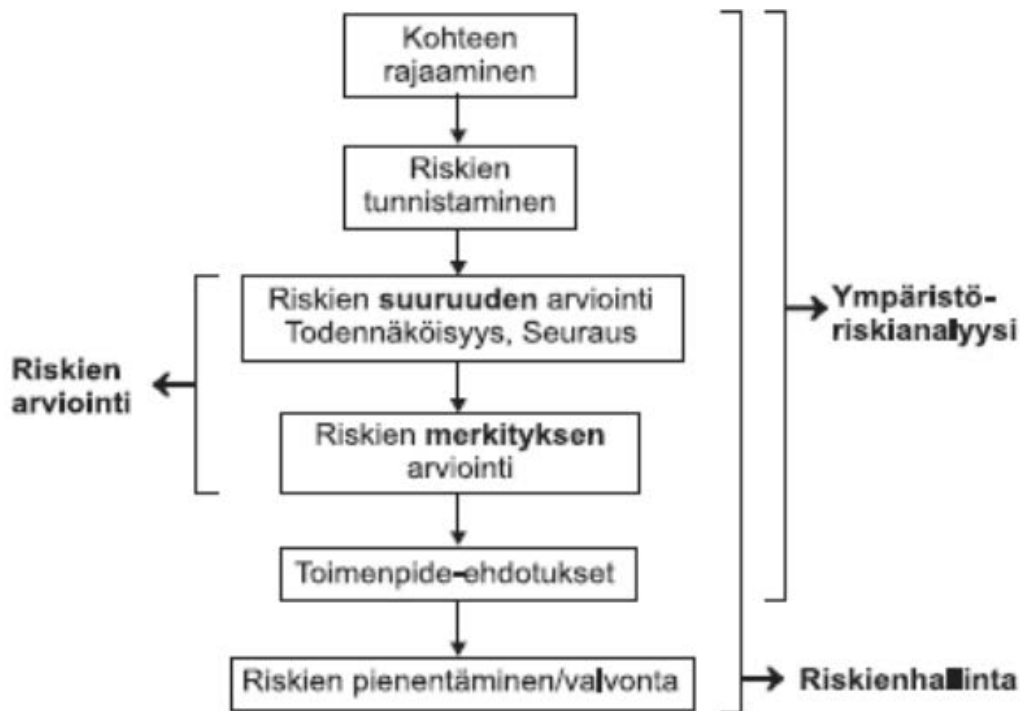 Kohteen
rajaaminen
Riskien
tunnistaminen
Riskien suuruuden arviointi
Todennäköisyys, Seuraus
Ympäristö-
riskianalyysi
Riskien
arviointi
Riskien merkityksen
arviointi
Toimenpide-ehdotukset
Riskien pienentäminen/valvonta
Riskienhallinta